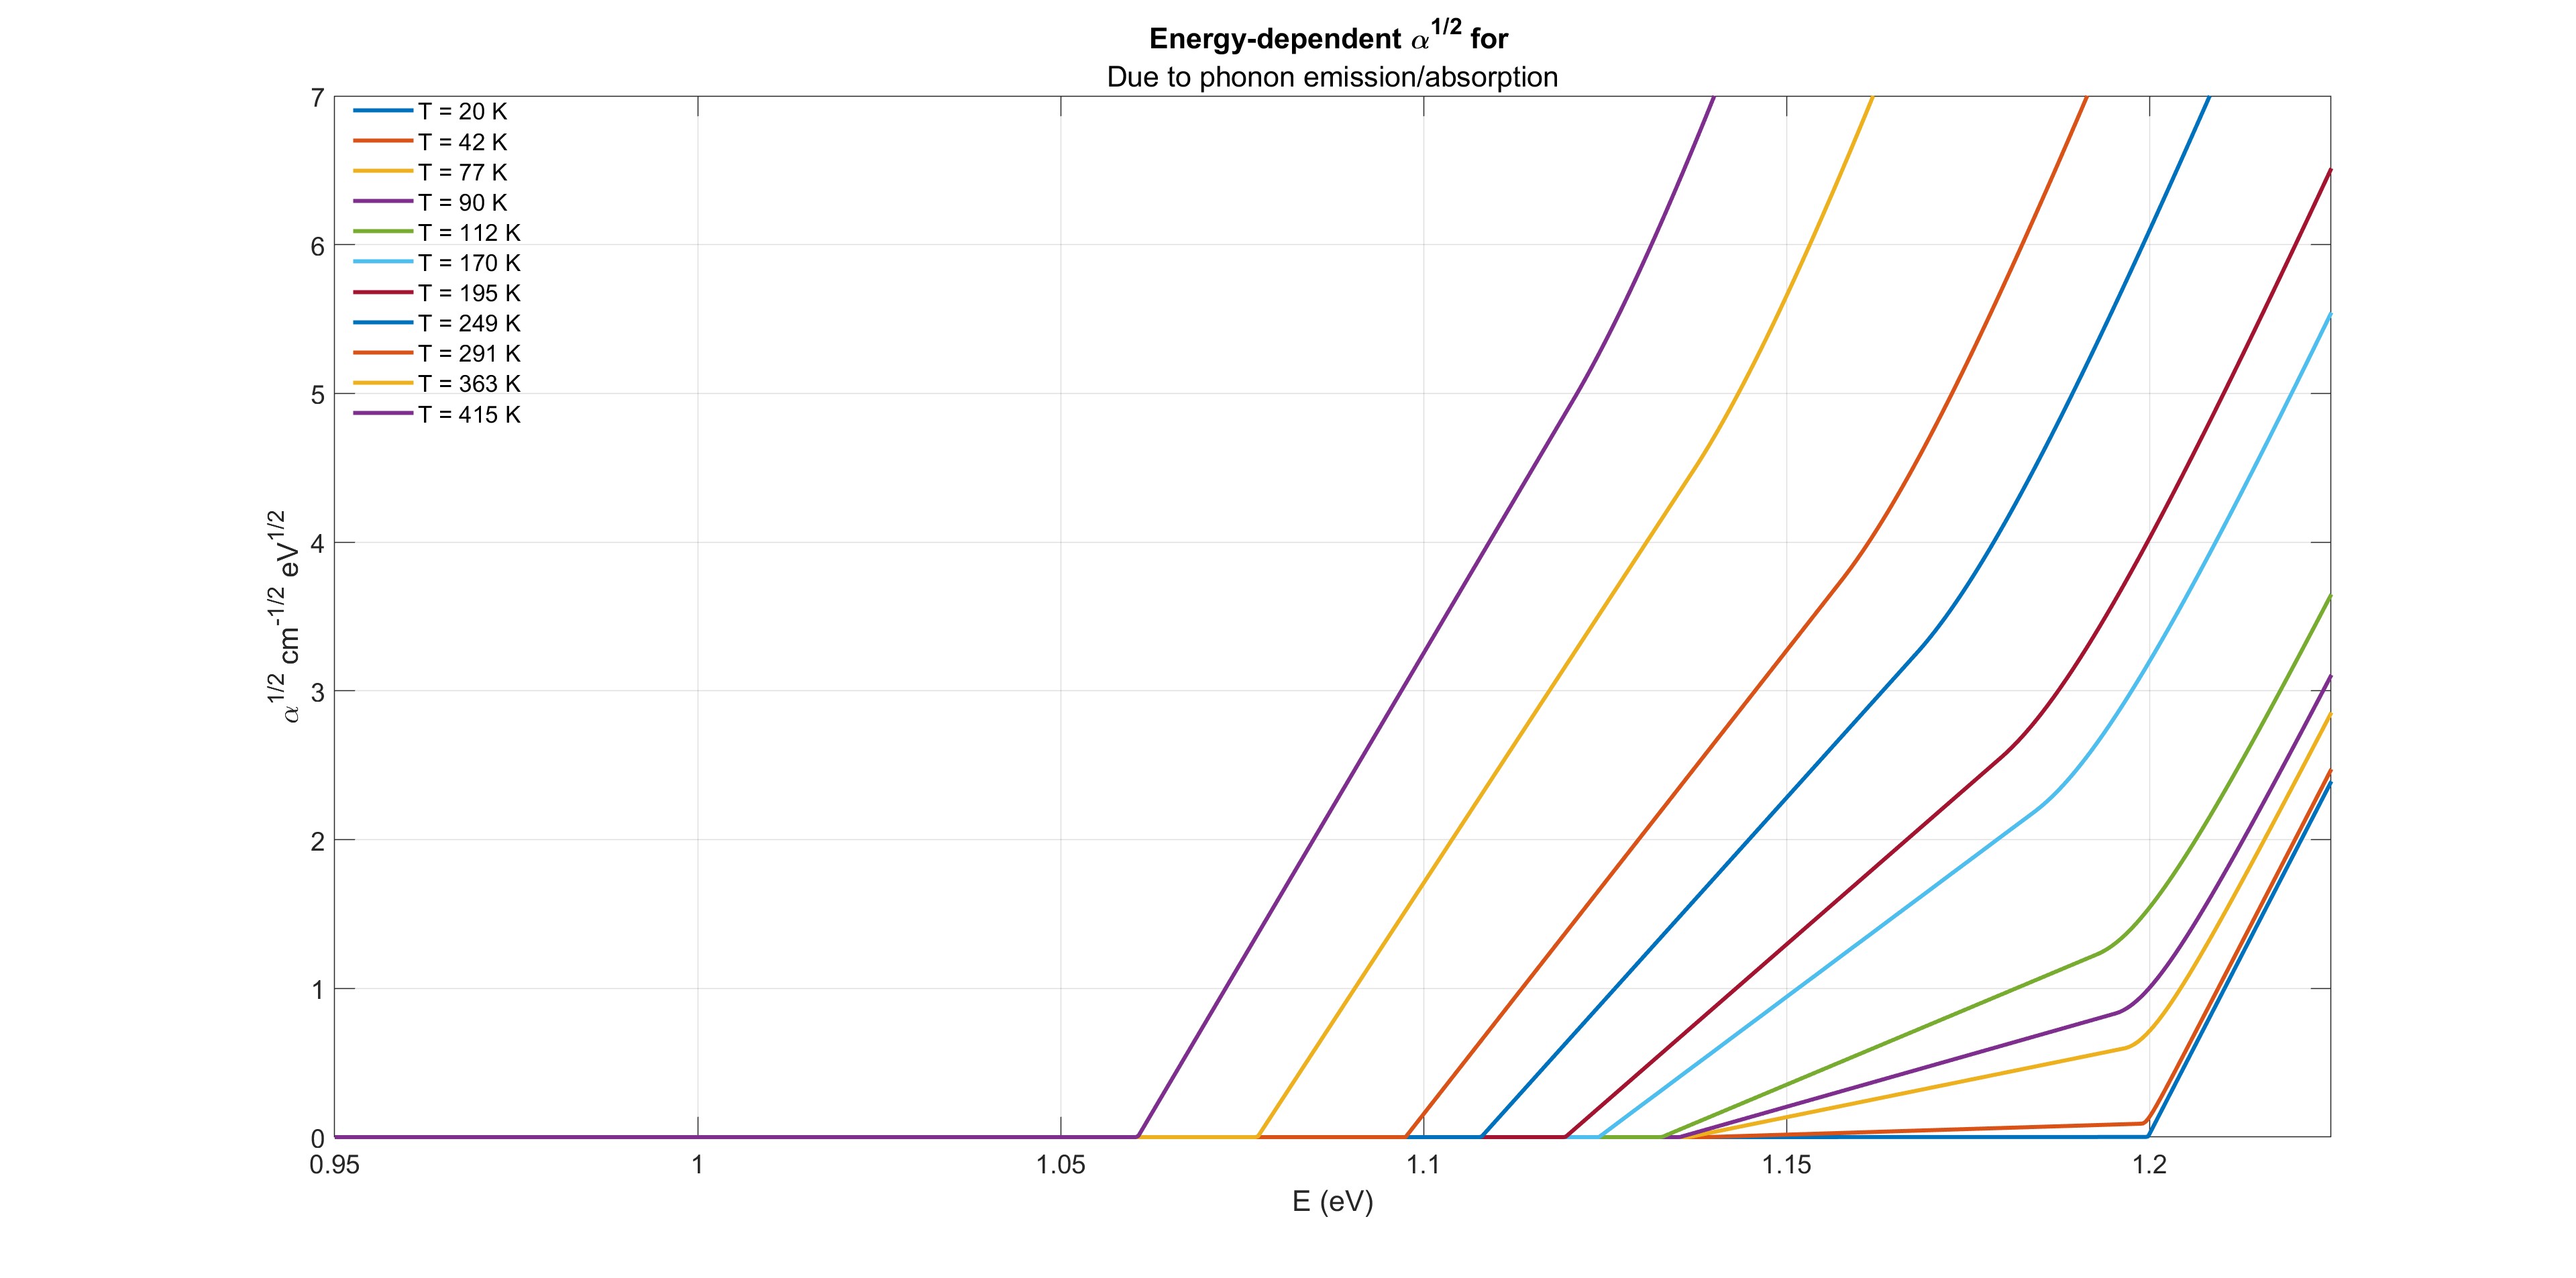 Energy-dependent α^1/2 for
Due to phonon emission/absorption
7
6
5
4
3
2
1
0
α^1/2 cm^-1/2 eV^1/2
T = 20 K
T = 42 K
T = 77 K
T = 90 K
T = 112 K
T = 170 K
T = 195 K
T = 249 K
T = 291 K
T = 363 K
T = 415 K
0.95 1 1.05 1.1 1.15 1.2
E (eV)